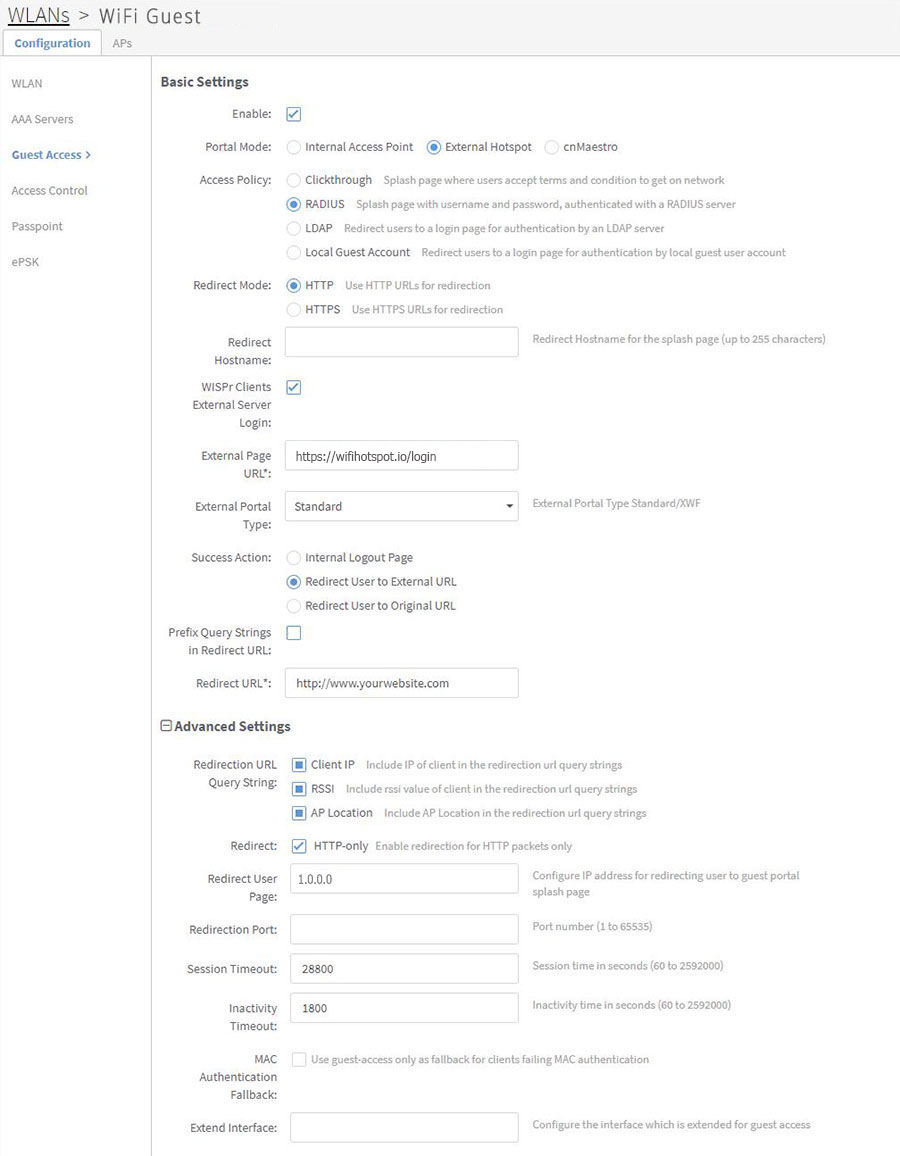 WLANs > WiFi Guest
Configuration APs
WLAN
AAA Servers
Guest Access >
Access Control
Passpoint
ePSK
Basic Settings
Enable:
Portal Mode: Internal Access Point External Hotspot cnMaestro
Access Policy: Clickthrough Splash page where users accept terms and condition to get on network
RADIUS Splash page with username and password, authenticated with a RADIUS server
LDAP Redirect users to a login page for authentication by an LDAP server
Local Guest Account Redirect users to a login page for authentication by local guest user account
Redirect Mode: HTTP Use HTTP URLs for redirection
HTTPS Use HTTPS URLs for redirection
Redirect
Hostname:
Redirect Hostname for the splash page (up to 255 characters)
WISPr Clients
External Server
Login:
External Page
URL*:
https://wifihotspot.io/login
External Portal
Type:
Standard
External Portal Type Standard/XWF
Success Action: Internal Logout Page
Redirect User to External URL
Redirect User to Original URL
Prefix Query Strings
in Redirect URL:
Redirect URL*: http://www.yourwebsite.com
Advanced Settings
Redirection URL
Query String:
Client IP Include IP of client in the redirection url query strings
RSSI Include rssi value of client in the redirection url query strings
AP Location Include AP Location in the redirection url query strings
Redirect: HTTP-only Enable redirection for HTTP packets only
Redirect User
Page:
1.0.0.0
Configure IP address for redirecting user to guest portal
splash page
Redirection Port: Port number (1 to 65535)
Session Timeout: 28800 Session time in seconds (60 to 2592000)
Inactivity
Timeout:
1800
Inactivity time in seconds (60 to 2592000)
MAC
Authentication
Fallback:
Use guest-access only as fallback for clients failing MAC authentication
Extend Interface: Configure the interface which is extended for guest access